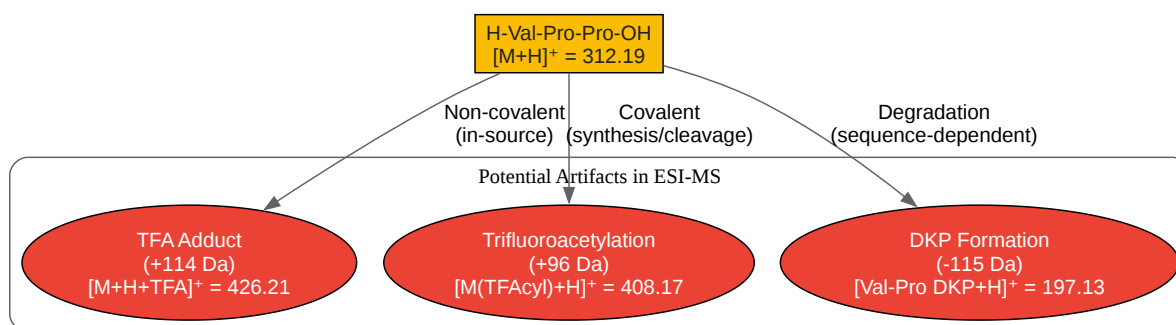 H-Val-Pro-Pro-OH
[M+H]⁺ = 312.19
Non-covalent
(in-source)
Covalent
(synthesis/cleavage)
Degradation
(sequence-dependent)
Potential Artifacts in ESI-MS
TFA Adduct
(+114 Da)
[M+H+TFA]⁺ = 426.21
Trifluoroacetylation
(+96 Da)
[M(TFAcyl)+H]⁺ = 408.17
DKP Formation
(-115 Da)
[Val-Pro DKP+H]⁺ = 197.13